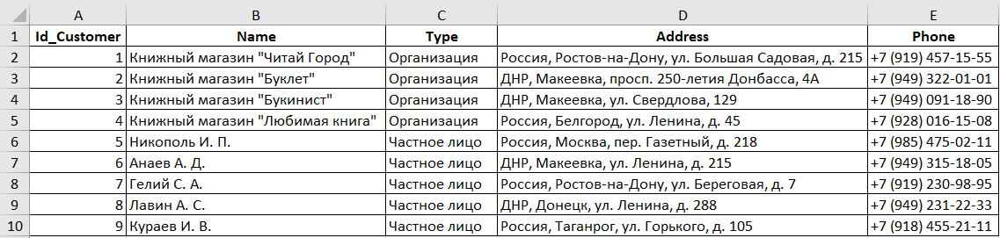 A B C D E
1 Id_Customer Name Type Address Phone
2 1 Книжный магазин "Читай Город" Организация Россия, Ростов-на-Дону, ул. Большая Садовая, д. 215 +7 (919) 457-15-55
3 2 Книжный магазин "Буклет" Организация ДНР, Макеевка, просп. 250-летия Донбасса, 4А +7 (949) 322-01-01
4 3 Книжный магазин "Букинист" Организация ДНР, Макеевка, ул. Свердлова, 129 +7 (949) 091-18-90
5 4 Книжный магазин "Любимая книга" Организация Россия, Белгород, ул. Ленина, д. 45 +7 (928) 016-15-08
6 5 Никополь И. П. Частное лицо Россия, Москва, пер. Газетный, д. 218 +7 (985) 475-02-11
7 6 Анаев А. Д. Частное лицо ДНР, Макеевка, ул. Ленина, д. 215 +7 (949) 315-18-05
8 7 Гелий С. А. Частное лицо Россия, Ростов-на-Дону, ул. Береговая, д. 7 +7 (919) 230-98-95
9 8 Лавин А. С. Частное лицо ДНР, Донецк, ул. Ленина, д. 288 +7 (949) 231-22-33
10 9 Кураев И. В. Частное лицо Россия, Таганрог, ул. Горького, д. 105 +7 (918) 455-21-11